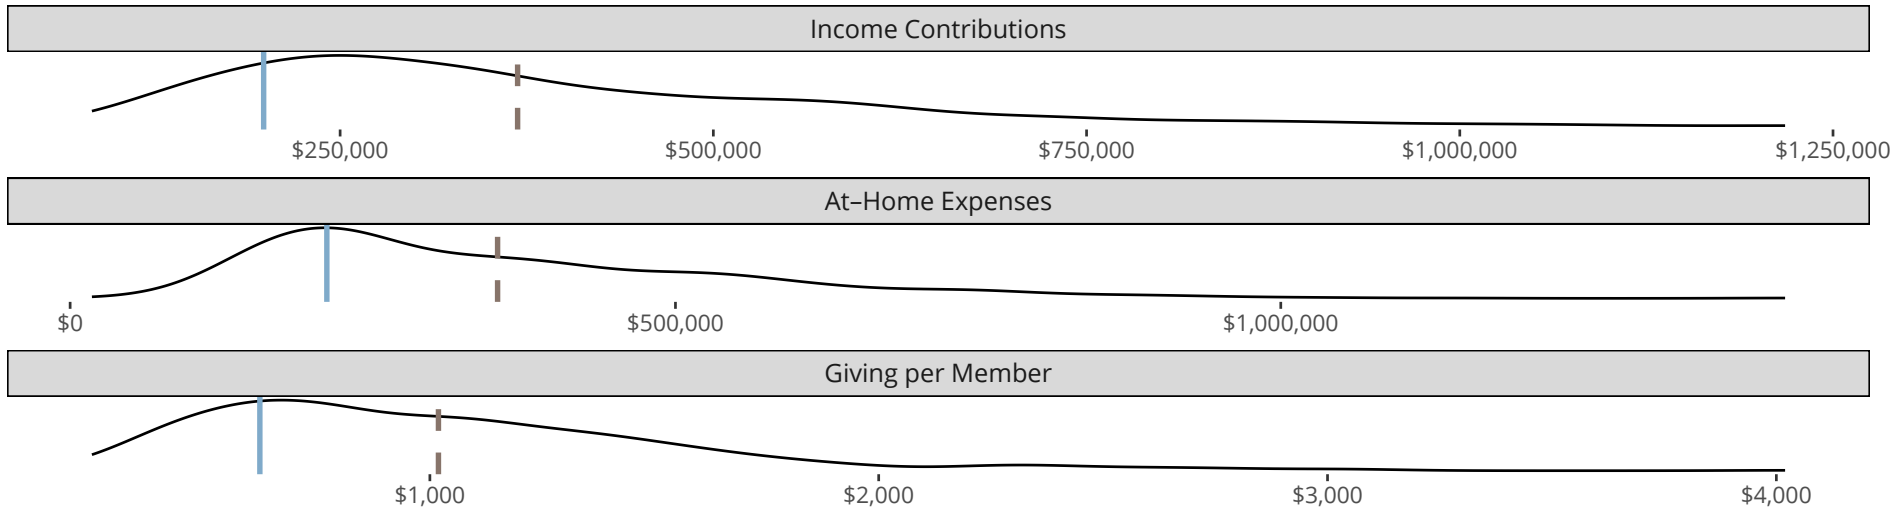 Income Contributions
$250,000 $500,000 $750,000 $1,000,000 $1,250,000
At–Home Expenses
$0 $500,000 $1,000,000
Giving per Member
$1,000 $2,000 $3,000 $4,000